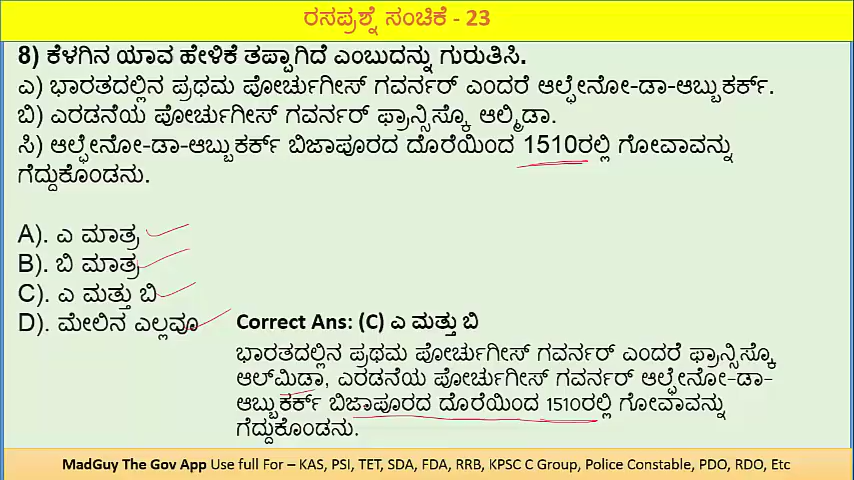 ರಸಪ್ರಶ್ನೆ ಸಂಚಿಕೆ - 23
8) ಕೆಳಗಿನ ಯಾವ ಹೇಳಿಕೆ ತಪ್ಪಾಗಿದೆ ಎಂಬುದನ್ನು ಗುರುತಿಸಿ.
ಎ) ಭಾರತದಲ್ಲಿನ ಪ್ರಥಮ ಪೋರ್ಚುಗೀಸ್ ಗವರ್ನರ್ ಎಂದರೆ ಆಲ್ಫೇನೋ-ಡಾ-ಆಬ್ಬುಕರ್ಕ್.
ಬಿ) ಎರಡನೆಯ ಪೋರ್ಚುಗೀಸ್ ಗವರ್ನರ್ ಫ್ರಾನ್ಸಿಸ್ಕೊ ಆಲ್ಮಿಡಾ.
ಸಿ) ಆಲ್ಫೇನೋ-ಡಾ-ಆಬ್ಬುಕರ್ಕ್ ಬಿಜಾಪೂರದ ದೊರೆಯಿಂದ 1510ರಲ್ಲಿ ಗೋವಾವನ್ನು
ಗೆದ್ದುಕೊಂಡನು.
A). ಎ ಮಾತ್ರ
B). ಬಿ ಮಾತ್ರ
C). ಎ ಮತ್ತು ಬಿ
D). ಮೇಲಿನ ಎಲ್ಲವೂ
Correct Ans: (C) ಎ ಮತ್ತು ಬಿ
ಭಾರತದಲ್ಲಿನ ಪ್ರಥಮ ಪೋರ್ಚುಗೀಸ್ ಗವರ್ನರ್ ಎಂದರೆ ಫ್ರಾನ್ಸಿಸ್ಕೊ
ಆಲ್‌ಮಿಡಾ, ಎರಡನೆಯ ಪೋರ್ಚುಗೀಸ್ ಗವರ್ನರ್ ಆಲ್ಫೇನೋ-ಡಾ-
ಆಬ್ಬುಕರ್ಕ್ ಬಿಜಾಪೂರದ ದೊರೆಯಿಂದ 1510ರಲ್ಲಿ ಗೋವಾವನ್ನು
ಗೆದ್ದುಕೊಂಡನು.
MadGuy The Gov App Use full For – KAS, PSI, TET, SDA, FDA, RRB, KPSC C Group, Police Constable, PDO, RDO, Etc